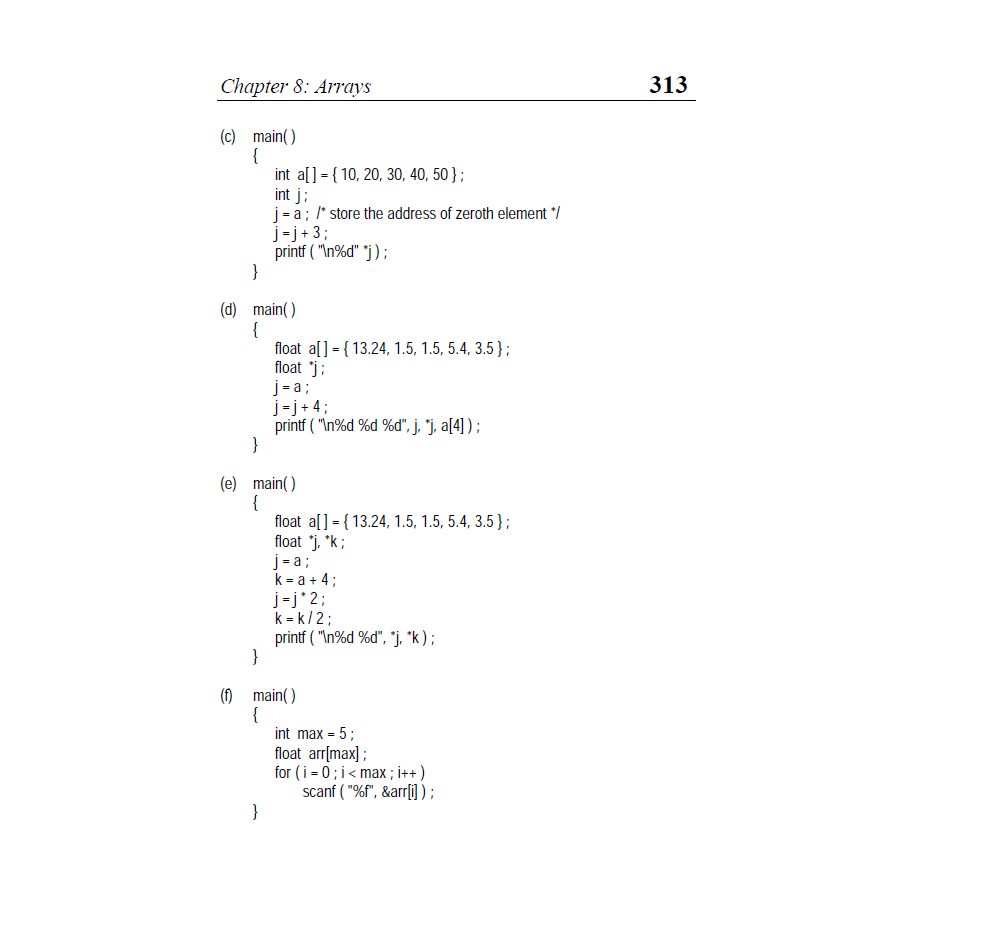 Chapter 8: Arrays 313
(c) main( )
{
int a[ ] = { 10, 20, 30, 40, 50 } ;
int j ;
j = a ; /* store the address of zeroth element */
j = j + 3 ;
printf ( "\n%d" *j ) ;
}
(d) main( )
{
float a[ ] = { 13.24, 1.5, 1.5, 5.4, 3.5 } ;
float *j ;
j = a ;
j = j + 4 ;
printf ( "\n%d %d %d", j, *j, a[4] ) ;
}
(e) main( )
{
float a[ ] = { 13.24, 1.5, 1.5, 5.4, 3.5 } ;
float *j, *k ;
j = a ;
k = a + 4 ;
j = j * 2 ;
k = k / 2 ;
printf ( "\n%d %d", *j, *k ) ;
}
(f) main( )
{
int max = 5 ;
float arr[max] ;
for ( i = 0 ; i < max ; i++ )
scanf ( "%f", &arr[i] ) ;
}